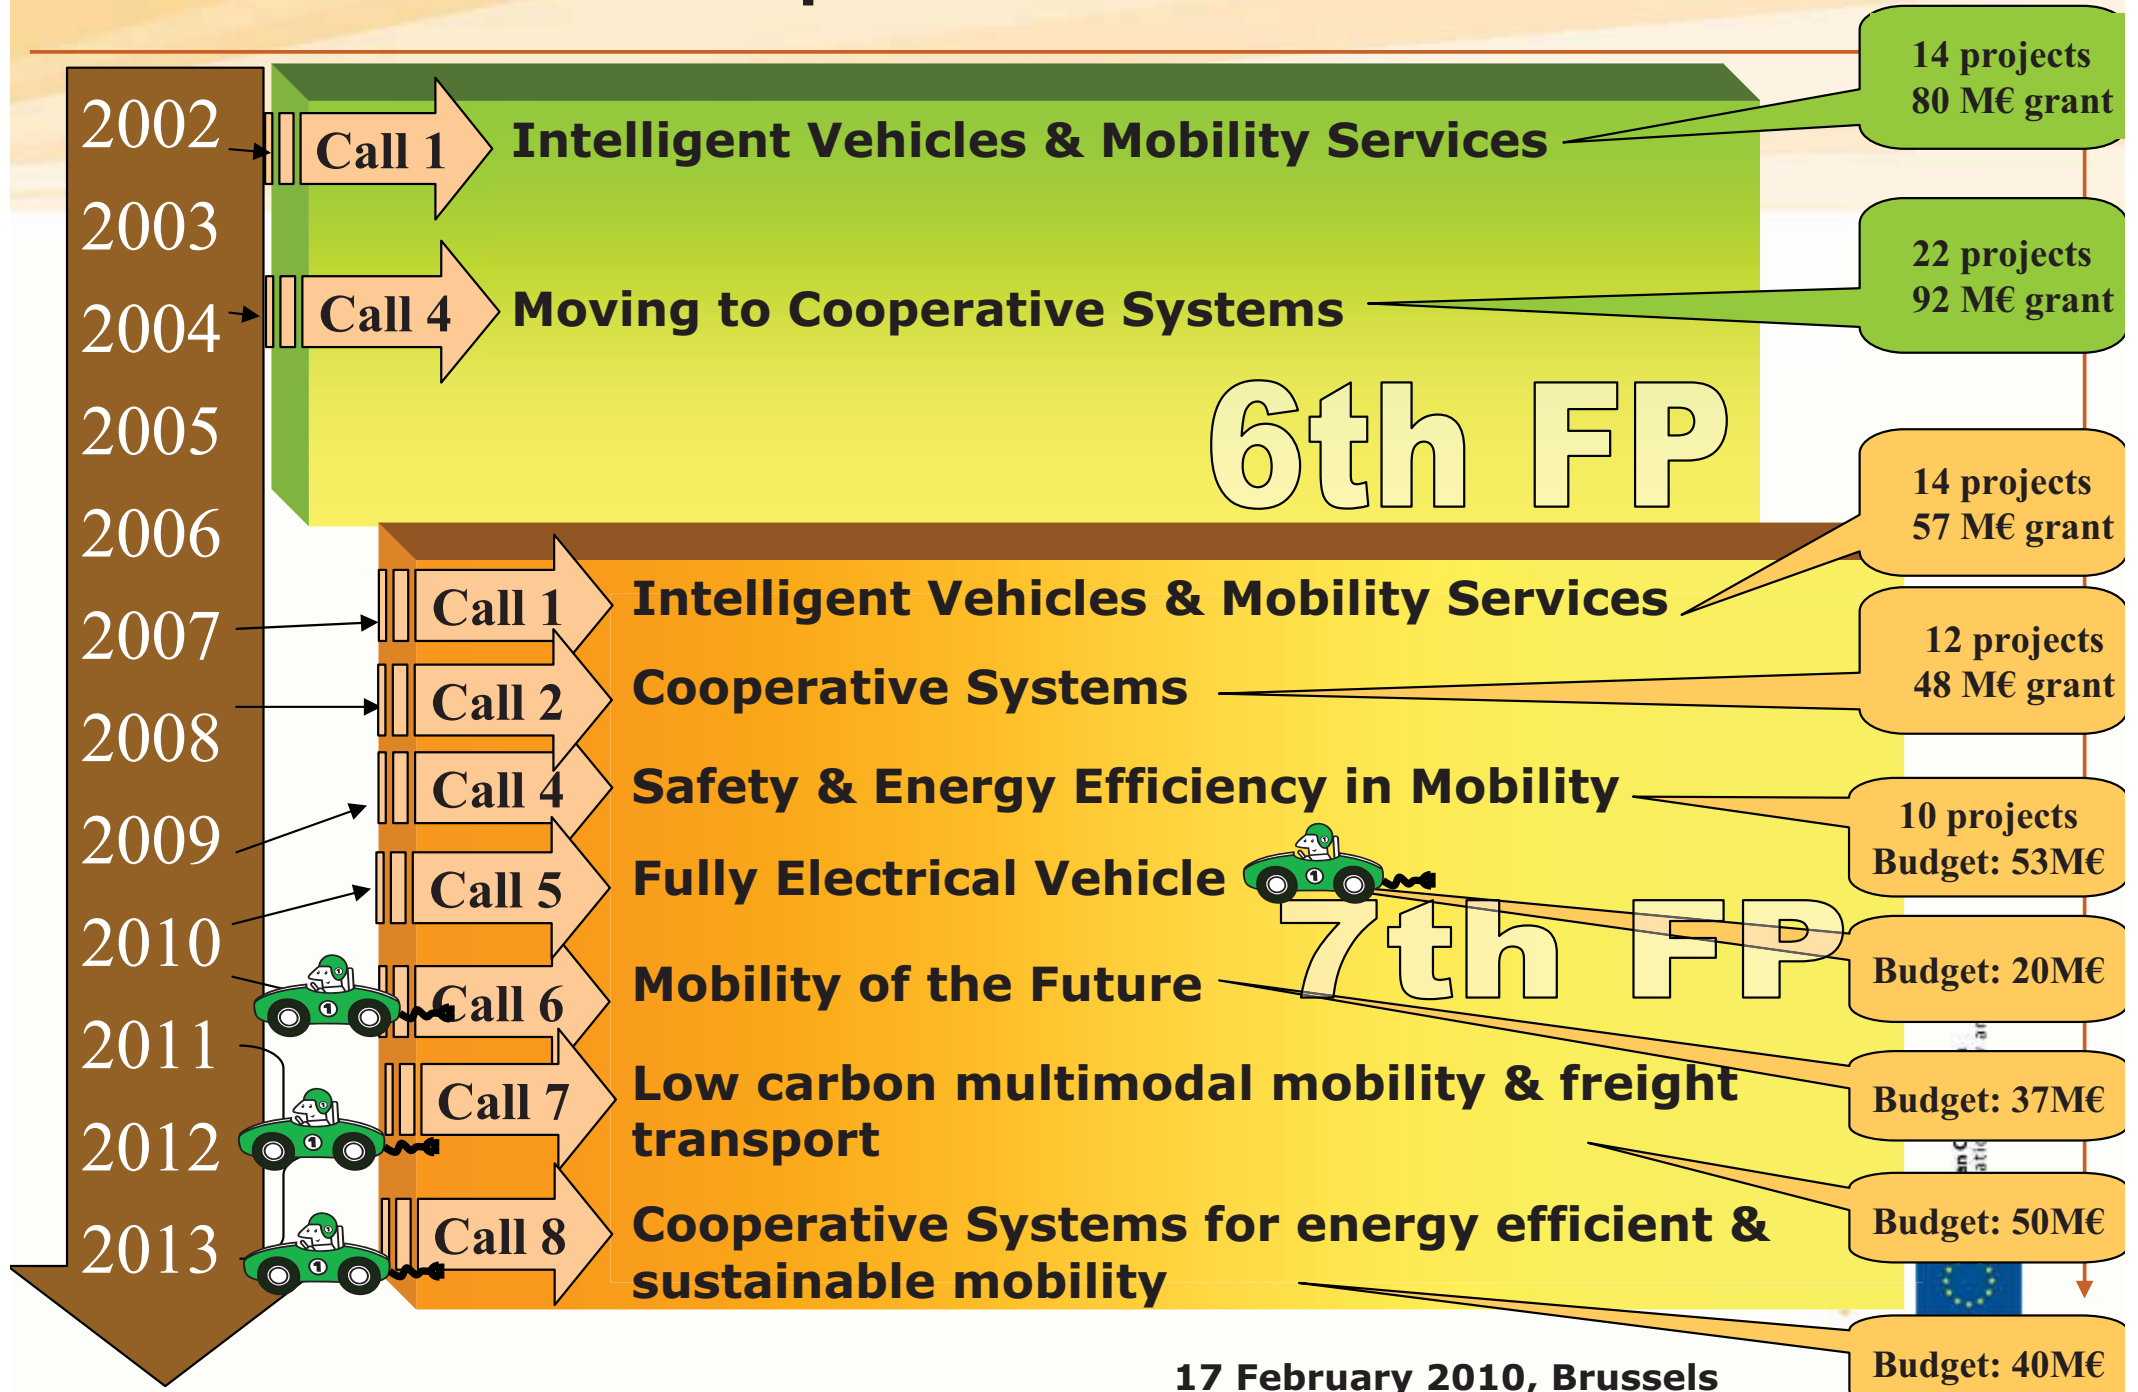 2002
2003
2004
2005
2006
2007
2008
2009
2010
2011
2012
2013
Call 1
Intelligent Vehicles & Mobility Services
14 projects
80 M€ grant
Call 4
Moving to Cooperative Systems
22 projects
92 M€ grant
6th FP
Call 1
Intelligent Vehicles & Mobility Services
14 projects
57 M€ grant
Call 2
Cooperative Systems
12 projects
48 M€ grant
Call 4
Safety & Energy Efficiency in Mobility
10 projects
Budget: 53M€
Call 5
Fully Electrical Vehicle
1
7th FP
Budget: 20M€
1
Call 6
Mobility of the Future
Budget: 37M€
1
Call 7
Low carbon multimodal mobility & freight
transport
Budget: 50M€
1
Call 8
Cooperative Systems for energy efficient &
sustainable mobility
Budget: 40M€
17 February 2010, Brussels